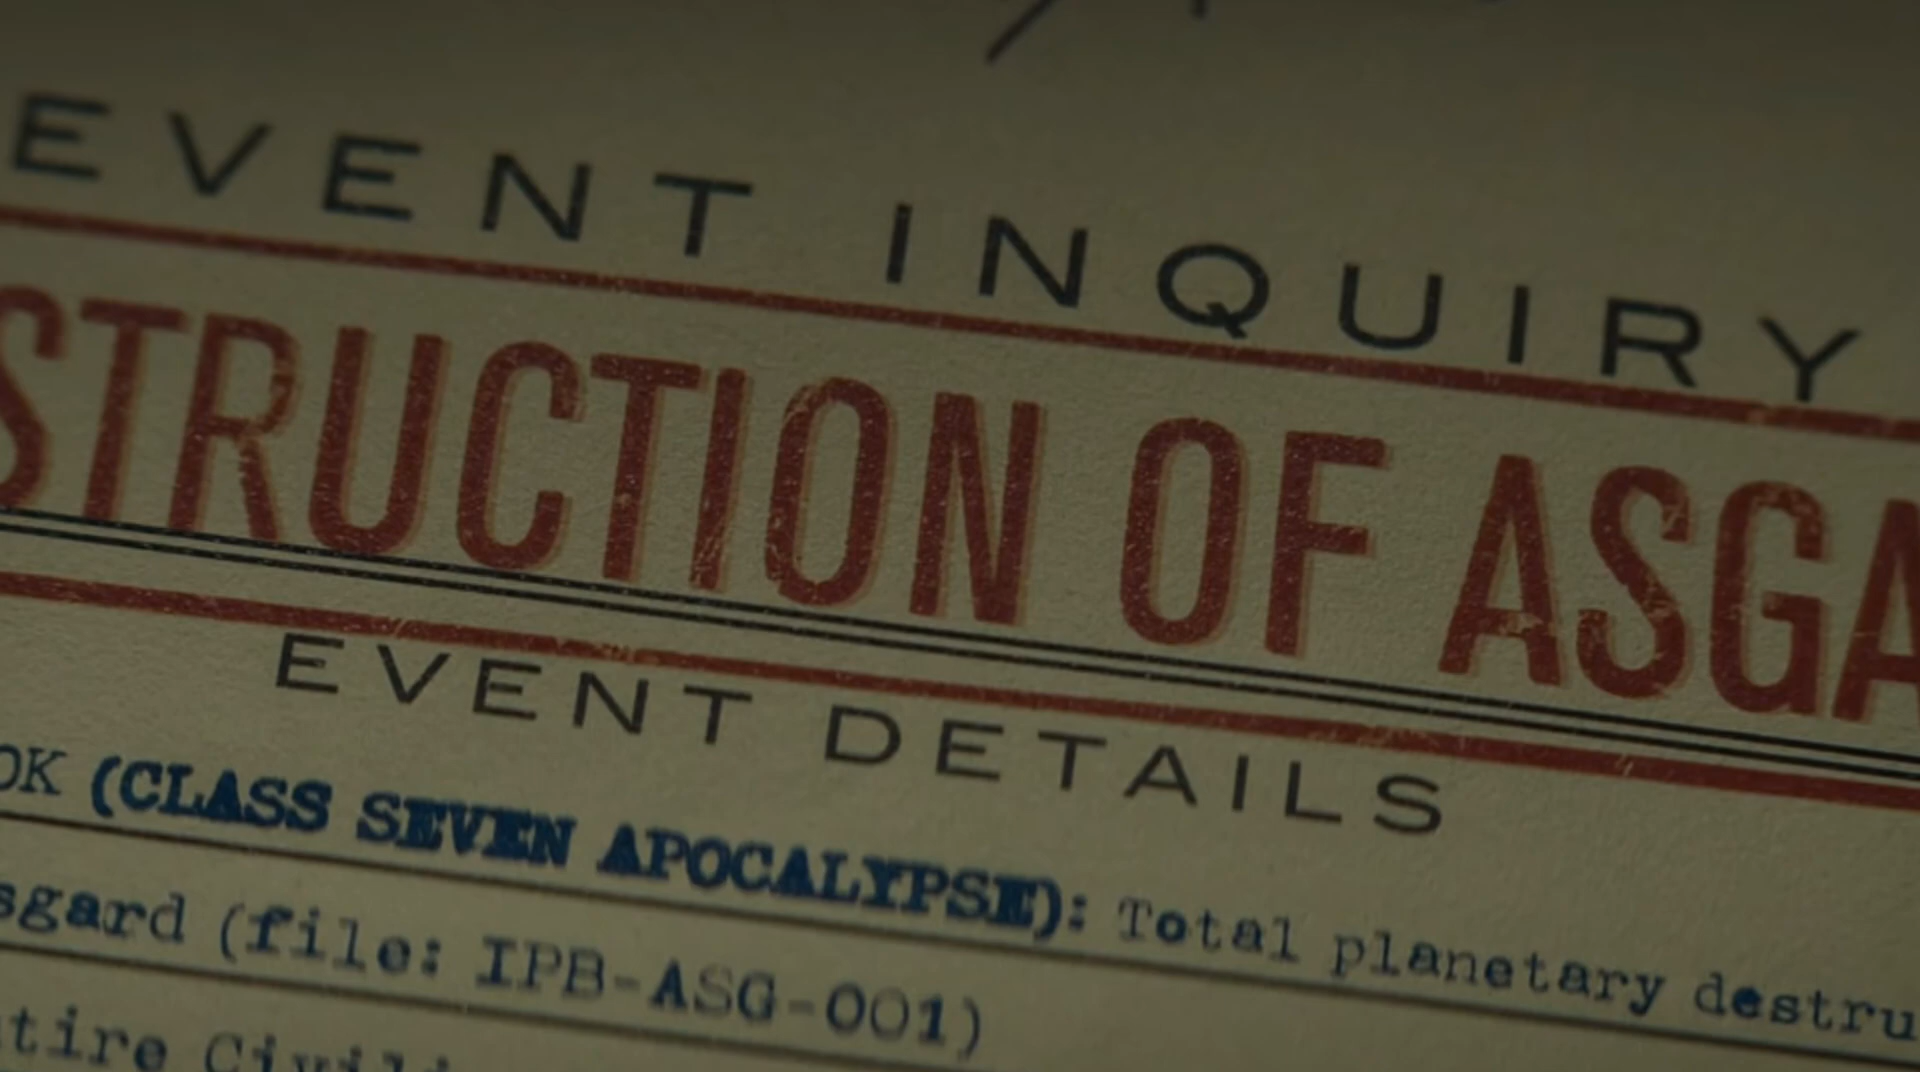 EVENT INQUIRY
STRUCTION OF ASGA
EVENT DETAILS
OK (CLASS SEVEN APOCALYPSE): Total planetary destru
sgard (file: IPB-ASG-001)
tire Civili